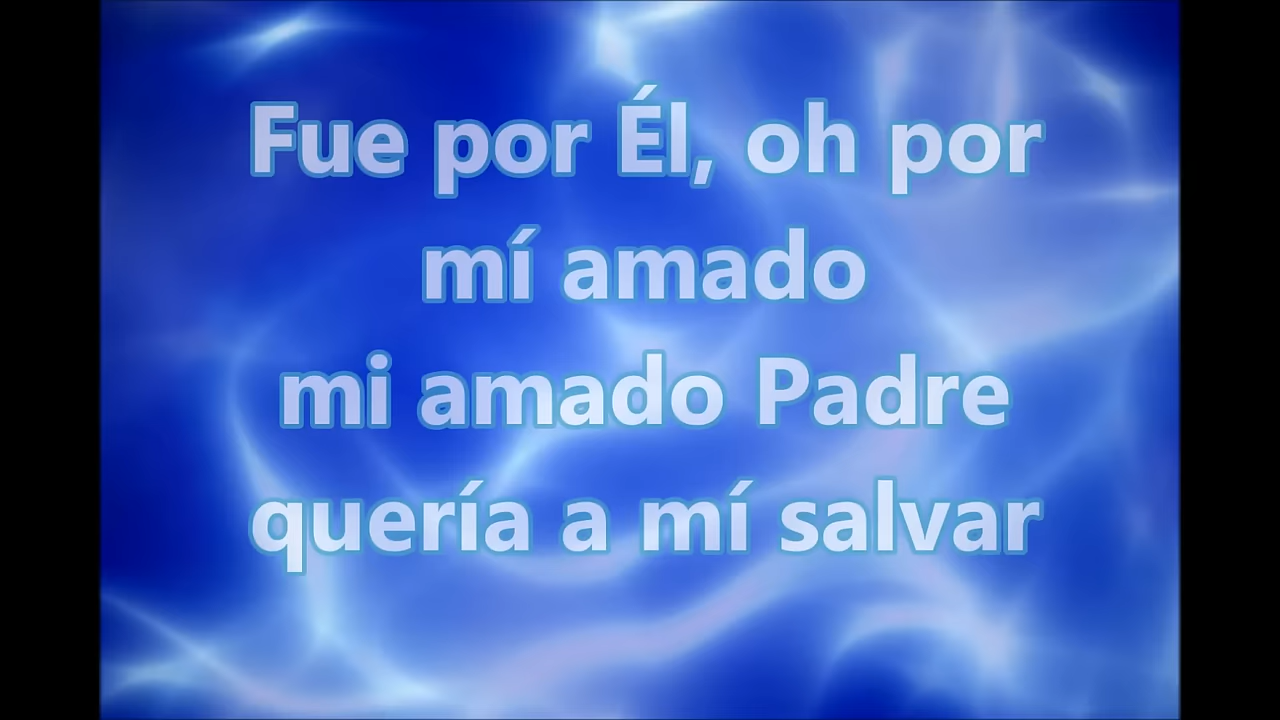 Fue por Él, oh por
mí amado
mi amado Padre
quería a mí salvar